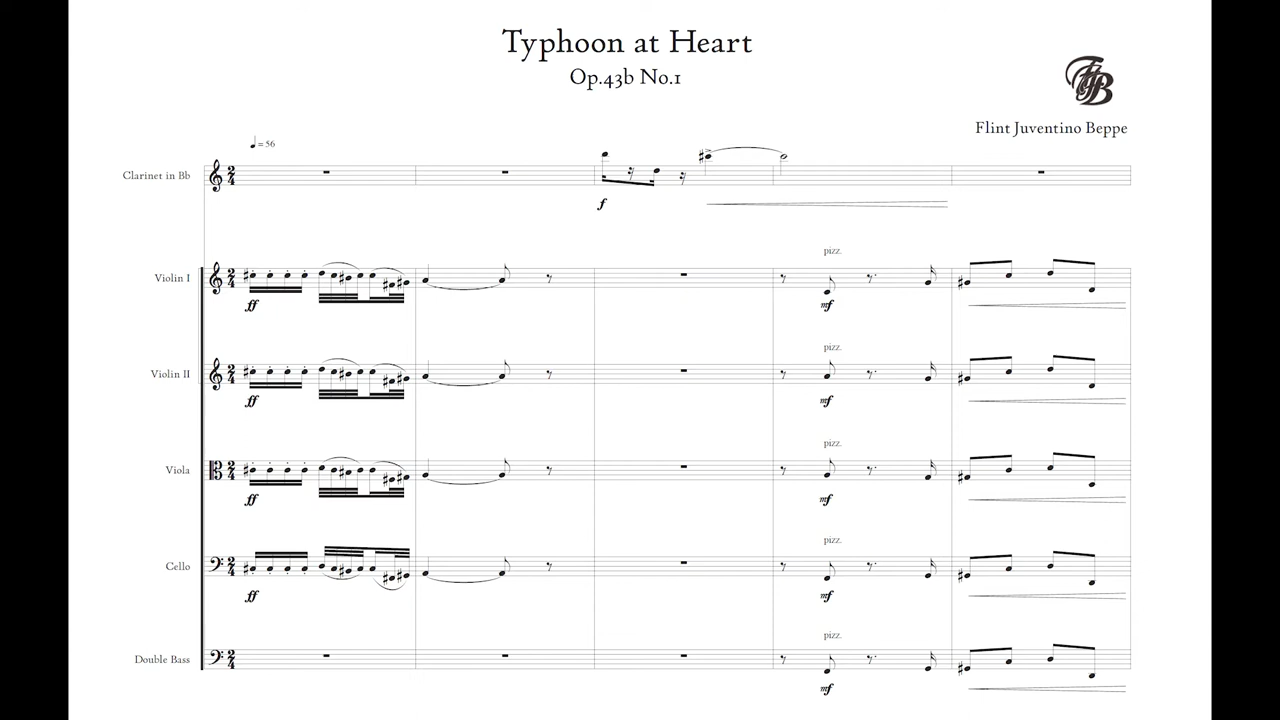 Typhoon at Heart
Op.43b No.1
FJB
Flint Juventino Beppe
♩ = 56
Clarinet in Bb
f
pizz.
Violin I
ff
mf
pizz.
Violin II
ff
mf
pizz.
Viola
ff
mf
pizz.
Cello
ff
mf
pizz.
Double Bass
mf